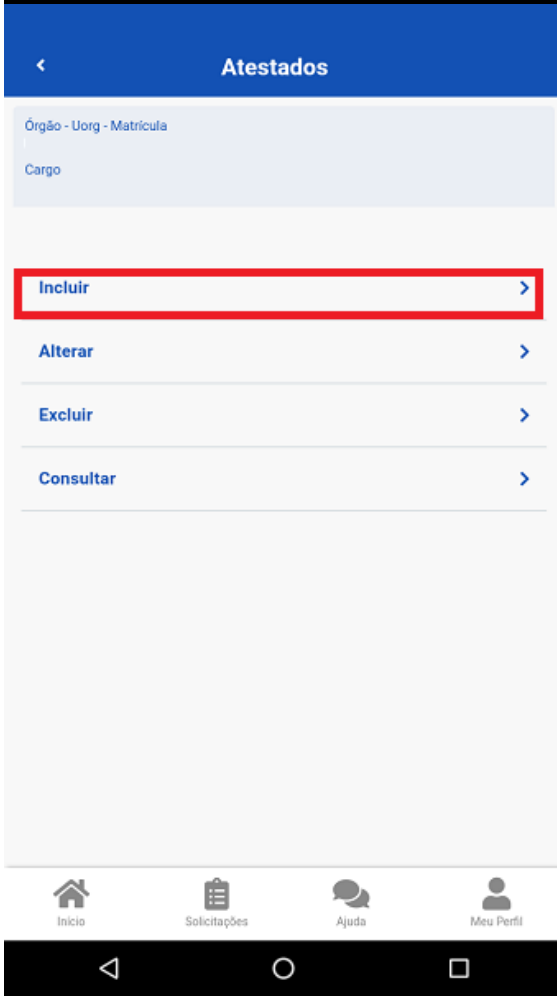 Atestados
Órgão - Uorg - Matrícula
Cargo
Incluir
Alterar
Excluir
Consultar
Início
Solicitações
Ajuda
Meu Perfil